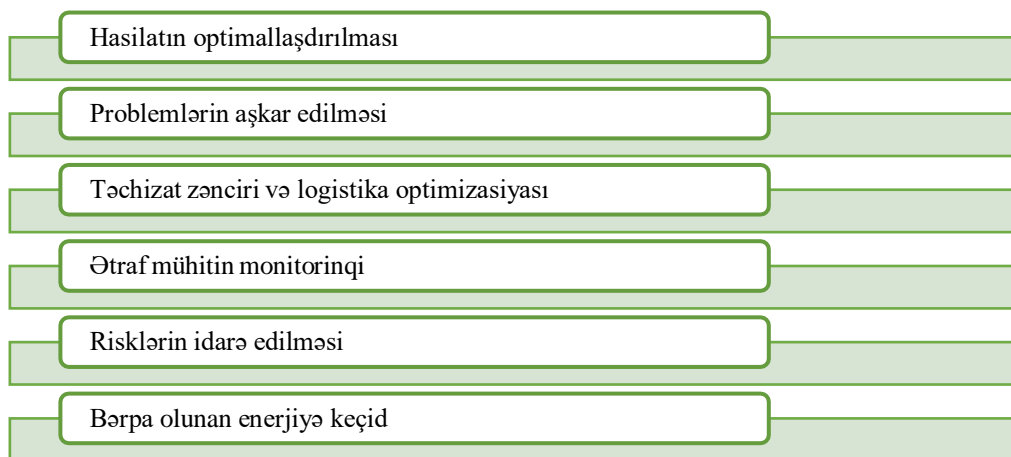 Hasilatın optimallaşdırılması
Problemlərin aşkar edilməsi
Təchizat zənciri və logistika optimizasiyası
Ətraf mühitin monitorinqi
Risklərin idarə edilməsi
Bərpa olunan enerjiyə keçid